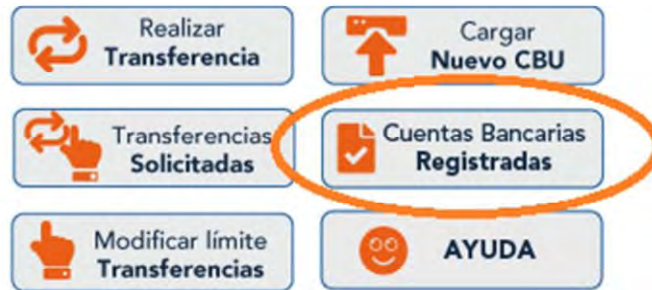 Realizar
Transferencia
Cargar
Nuevo CBU
Transferencias
Solicitadas
Cuentas Bancarias
Registradas
Modificar límite
Transferencias
AYUDA